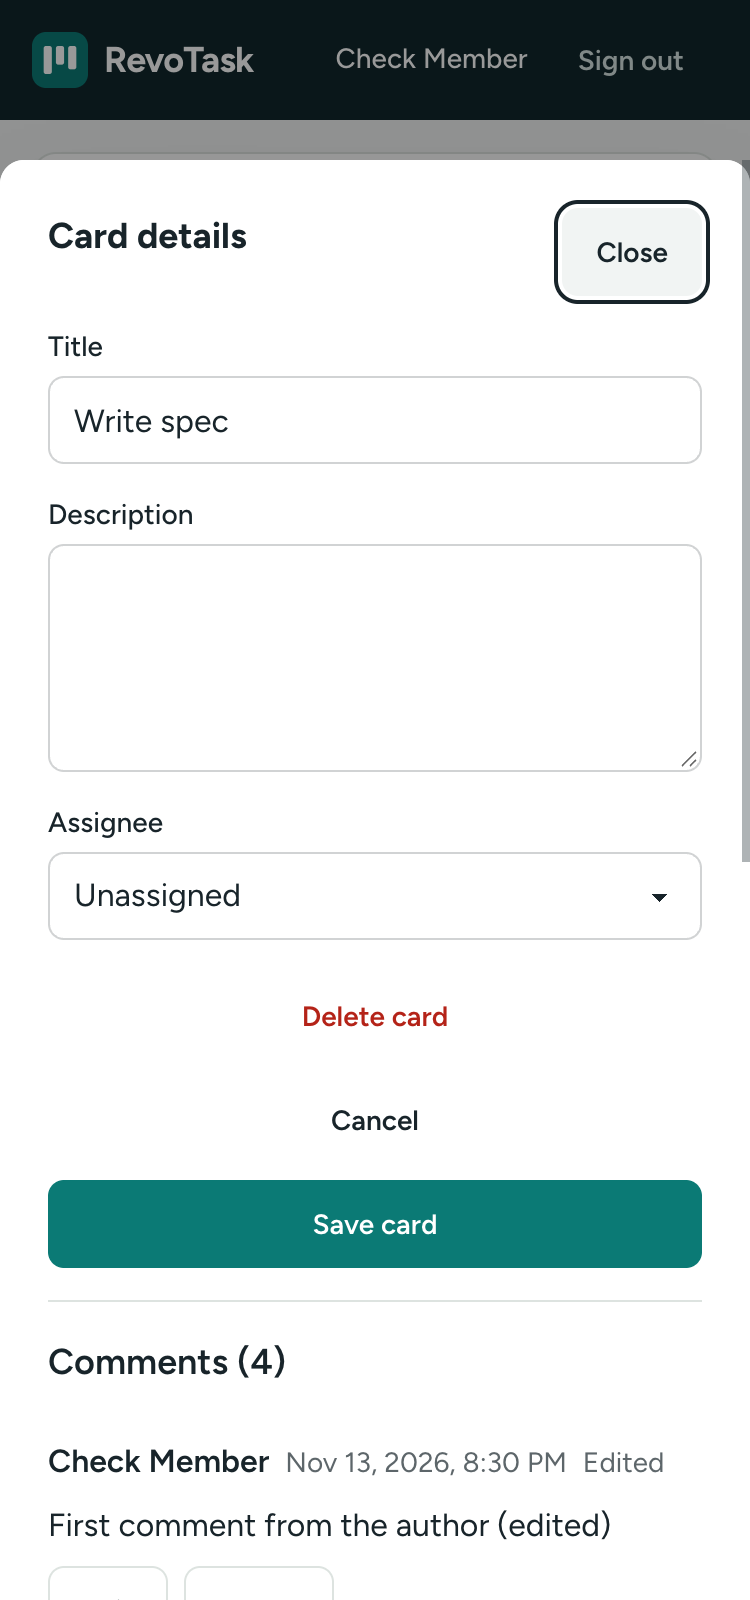 RevoTask
Check Member
Sign out
Card details
Close
Title
Write spec
Description
Assignee
Unassigned
Delete card
Cancel
Save card
Comments (4)
Check Member Nov 13, 2026, 8:30 PM Edited
First comment from the author (edited)